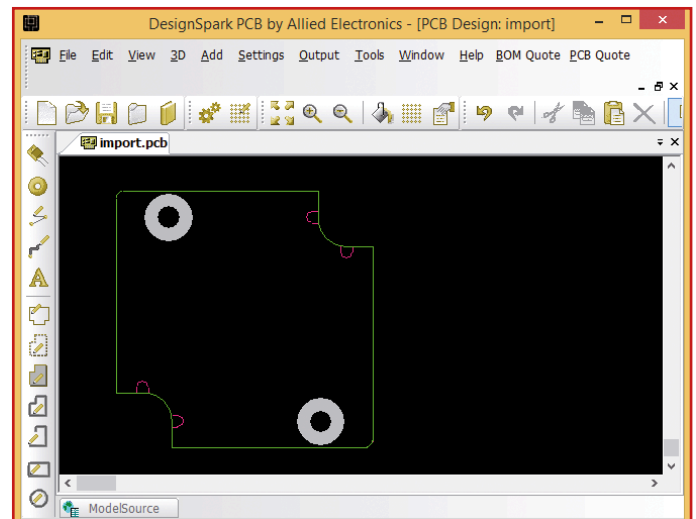 DesignSpark PCB by Allied Electronics - [PCB Design: import]
File Edit View 3D Add Settings Output Tools Window Help BOM Quote PCB Quote
import.pcb
A
ModelSource